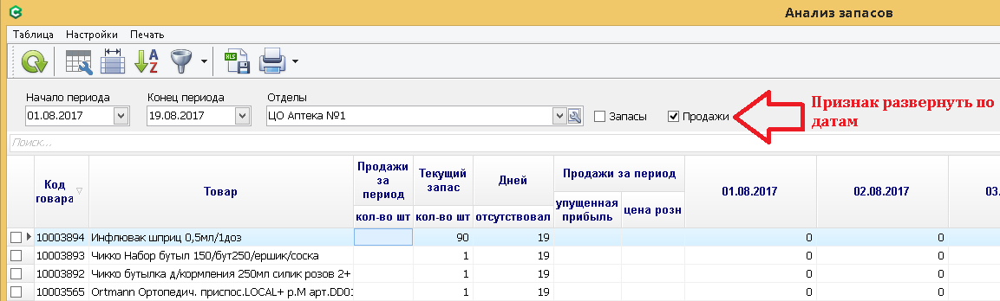 Анализ запасов
Таблица Настройки Печать
Начало периода Конец периода Отделы
01.08.2017 19.08.2017 ЦО Аптека №1 Запасы Продажи
Признак развернуть по
датам
Поиск...
Код товара Товар Продажи за период Текущий запас Дней Продажи за период 01.08.2017 02.08.2017 03.
кол-во шт кол-во шт отсутствовал упущенная прибыль цена розн
10003894 Инфлювак шприц 0,5мл/1доз 90 19 0 0
10003893 Чикко Набор бутыл 150/бут250/ершик/соска 1 19 0 0
10003892 Чикко бутылка д/кормления 250мл силик розов 2+ 1 19 0 0
10003565 Ortmann Ортопедич. приспос.LOCAL+ р.М арт.DD01 1 19 0 0